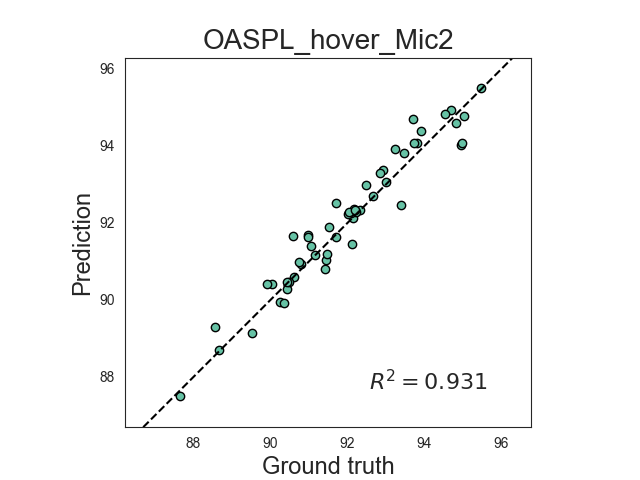 OASPL_hover_Mic2
96
94
92
90
88
Prediction
R² = 0.931
88 90 92 94 96
Ground truth